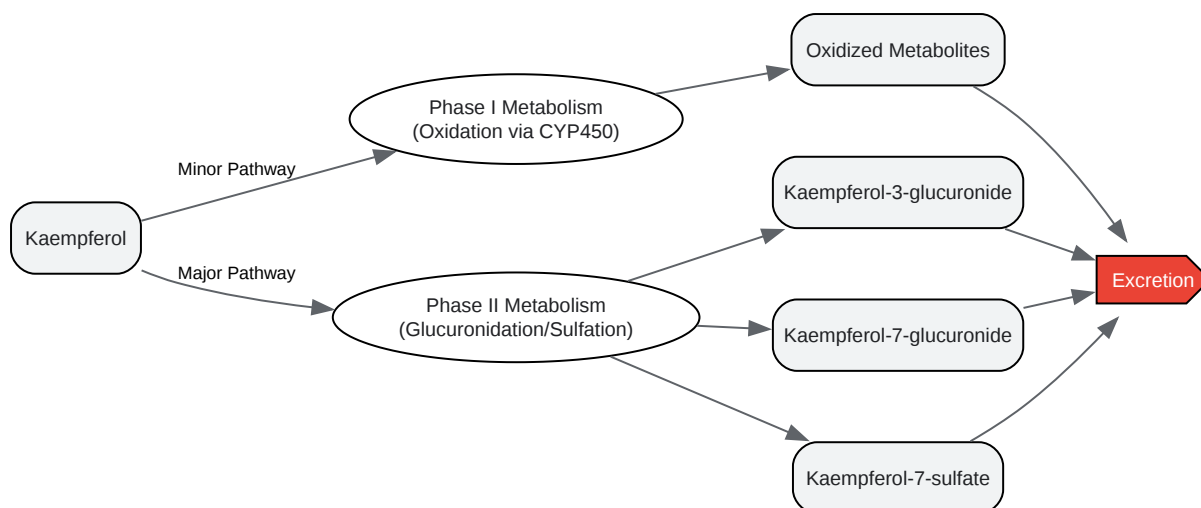 Oxidized Metabolites
Phase I Metabolism
(Oxidation via CYP450)
Minor Pathway
Kaempferol-3-glucuronide
Kaempferol
Major Pathway
Excretion
Phase II Metabolism
(Glucuronidation/Sulfation)
Kaempferol-7-glucuronide
Kaempferol-7-sulfate